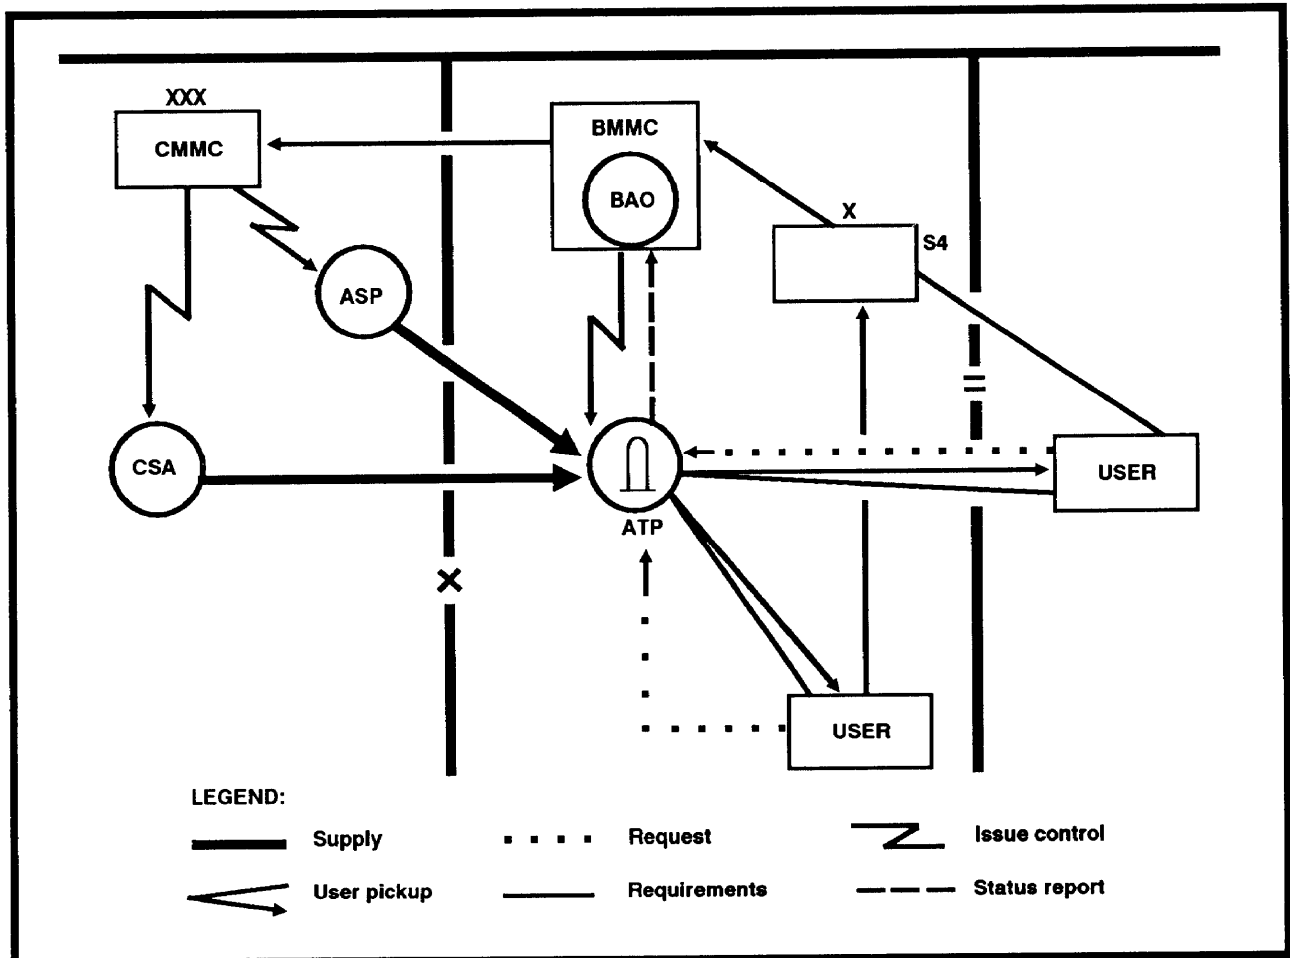 XXX
CMMC
BMMC
BAO
X
S4
ASP
CSA
ATP
USER
USER
LEGEND:
Supply
Request
Issue control
User pickup
Requirements
Status report